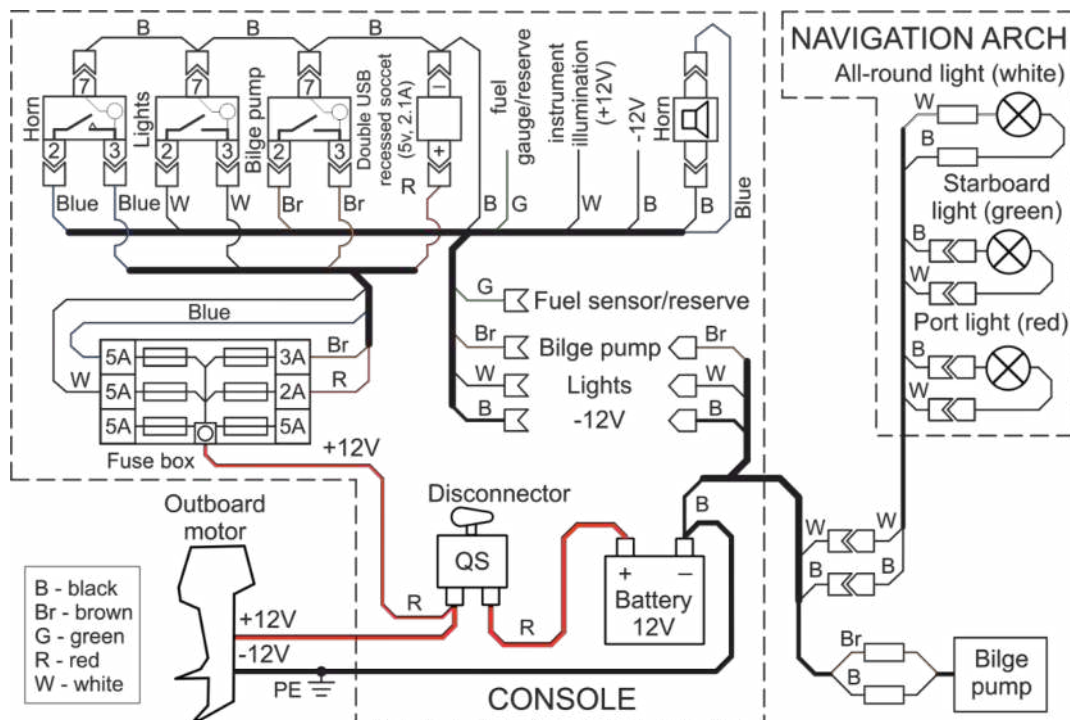 B
B
B
B
7
7
7
–
Horn
2
3
Lights
2
3
Bilge pump
2
3
Double USB
recessed soccet
(5v, 2.1A)
+
Blue
Blue
W
W
Br
Br
R
B
fuel
gauge/reserve
G
instrument
illumination
(+12V)
W
-12V
B
Horn
B
Blue
NAVIGATION ARCH
All-round light (white)
W
B
Starboard
light (green)
B
W
Port light (red)
B
W
G
Fuel sensor/reserve
Br
Bilge pump
Br
W
Lights
W
B
-12V
B
Blue
W
5A
3A
Br
5A
2A
R
5A
5A
Fuse box
+12V
Disconnector
QS
R
R
B
+
–
Battery
12V
W
W
B
B
Outboard
motor
+12V
-12V
PE
B - black
Br - brown
G - green
R - red
W - white
CONSOLE
Br
B
Bilge
pump